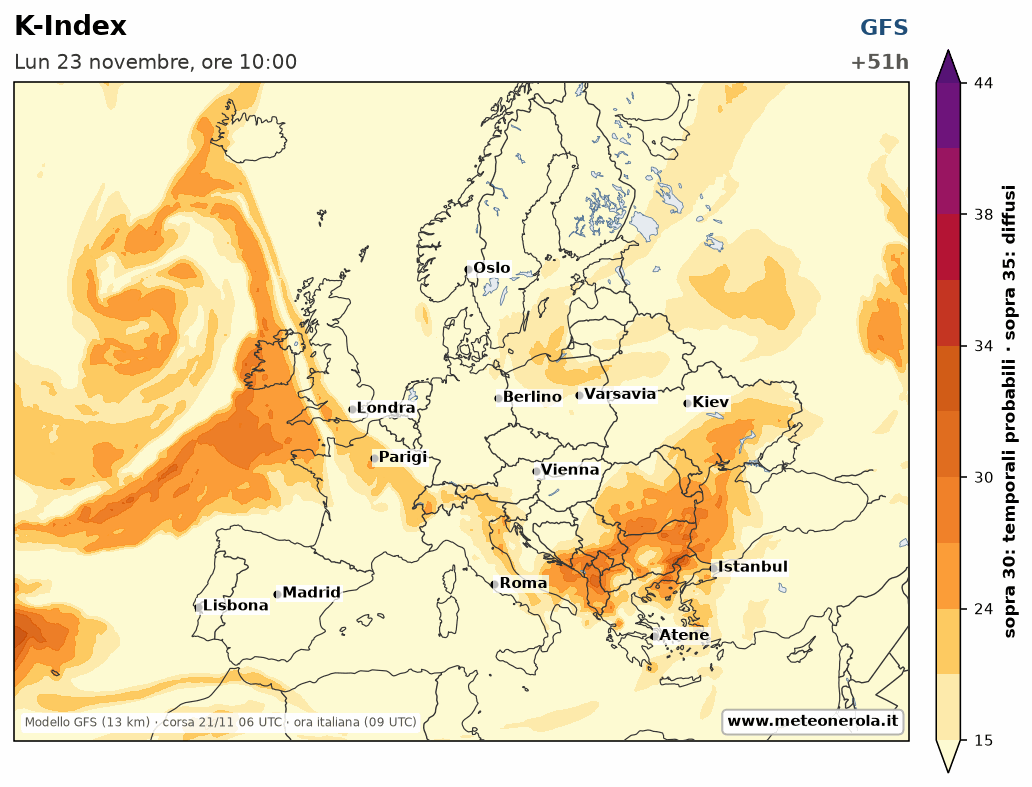 K-Index
GFS
Lun 23 novembre, ore 10:00
+51h
44
38
34
30
24
15
sopra 30: temporali probabili · sopra 35: diffusi
Oslo
Berlino
Varsavia
Kiev
Londra
Parigi
Vienna
Istanbul
Roma
Madrid
Lisbona
Atene
Modello GFS (13 km) · corsa 21/11 06 UTC · ora italiana (09 UTC)
www.meteonerola.it